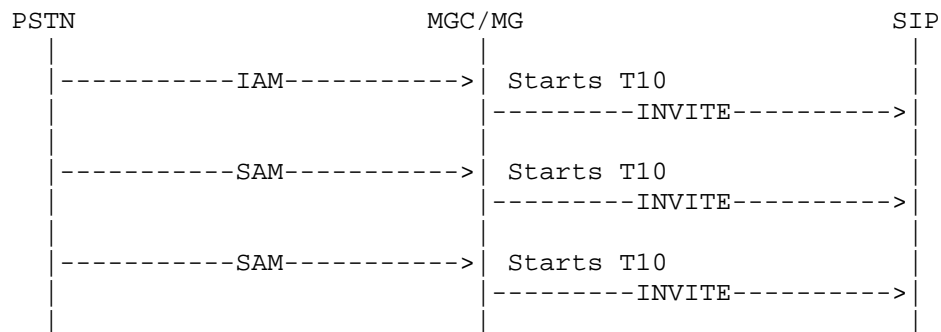 PSTN MGC/MG SIP
IAM Starts T10
INVITE
SAM Starts T10
INVITE
SAM Starts T10
INVITE